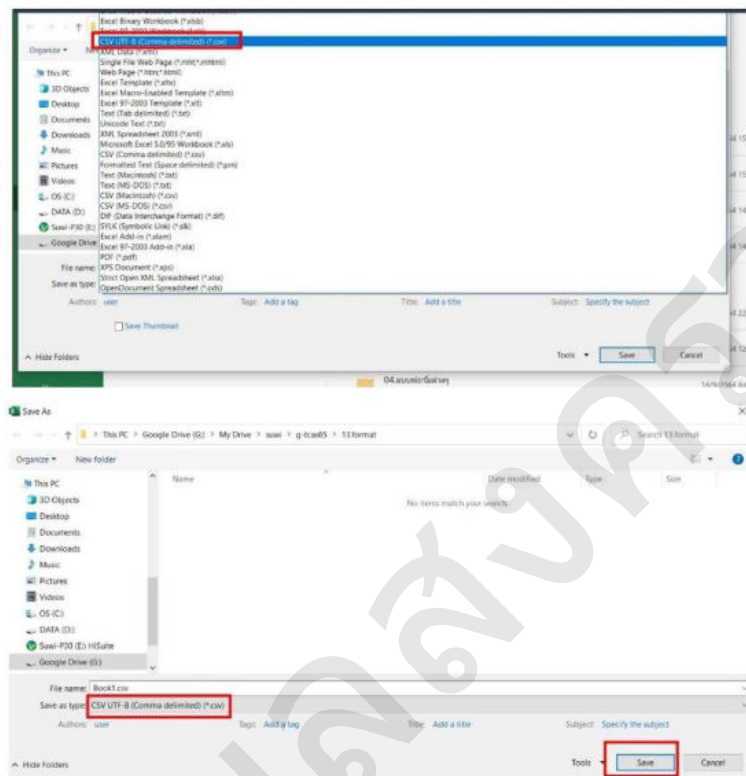 Excel Binary Workbook (*.xlsb)
CSV UTF-8 (Comma delimited) (*.csv)
Organize
XML Data (*.xml)
Single File Web Page (*.mht;*.mhtml)
This PC
Web Page (*.htm;*.html)
Excel Template (*.xltx)
3D Objects
Excel Macro-Enabled Template (*.xltm)
Desktop
Excel 97-2003 Template (*.xlt)
Text (Tab delimited) (*.txt)
Documents
Unicode Text (*.txt)
Downloads
XML Spreadsheet 2003 (*.xml)
Microsoft Excel 5.0/95 Workbook (*.xls)
Music
CSV (Comma delimited) (*.csv)
Pictures
Formatted Text (Space delimited) (*.prn)
Text (Macintosh) (*.txt)
Videos
Text (MS-DOS) (*.txt)
OS (C:)
CSV (Macintosh) (*.csv)
CSV (MS-DOS) (*.csv)
DATA (D:)
DIF (Data Interchange Format) (*.dif)
Suwi-P30 (E:)
SYLK (Symbolic Link) (*.slk)
Excel Add-in (*.xlam)
Google Drive
Excel 97-2003 Add-in (*.xla)
PDF (*.pdf)
File name:
XPS Document (*.xps)
Strict Open XML Spreadsheet (*.xlsx)
Save as type:
OpenDocument Spreadsheet (*.ods)
Authors: user Tags: Add a tag Title: Add a title Subject: Specify the subject
Save Thumbnail
Hide Folders Tools Save Cancel
Save As
This PC > Google Drive (G:) > My Drive > suwi > g-tcas65 > 13.format Search 13.format
Organize New folder
This PC Name Date modified Type Size
3D Objects No items match your search.
Desktop
Documents
Downloads
Music
Pictures
Videos
OS (C:)
DATA (D:)
Suwi-P30 (E:) HiSuite
Google Drive (G:)
File name: Book1.csv
Save as type: CSV UTF-8 (Comma delimited) (*.csv)
Authors: user Tags: Add a tag Title: Add a title Subject: Specify the subject
Hide Folders Tools Save Cancel